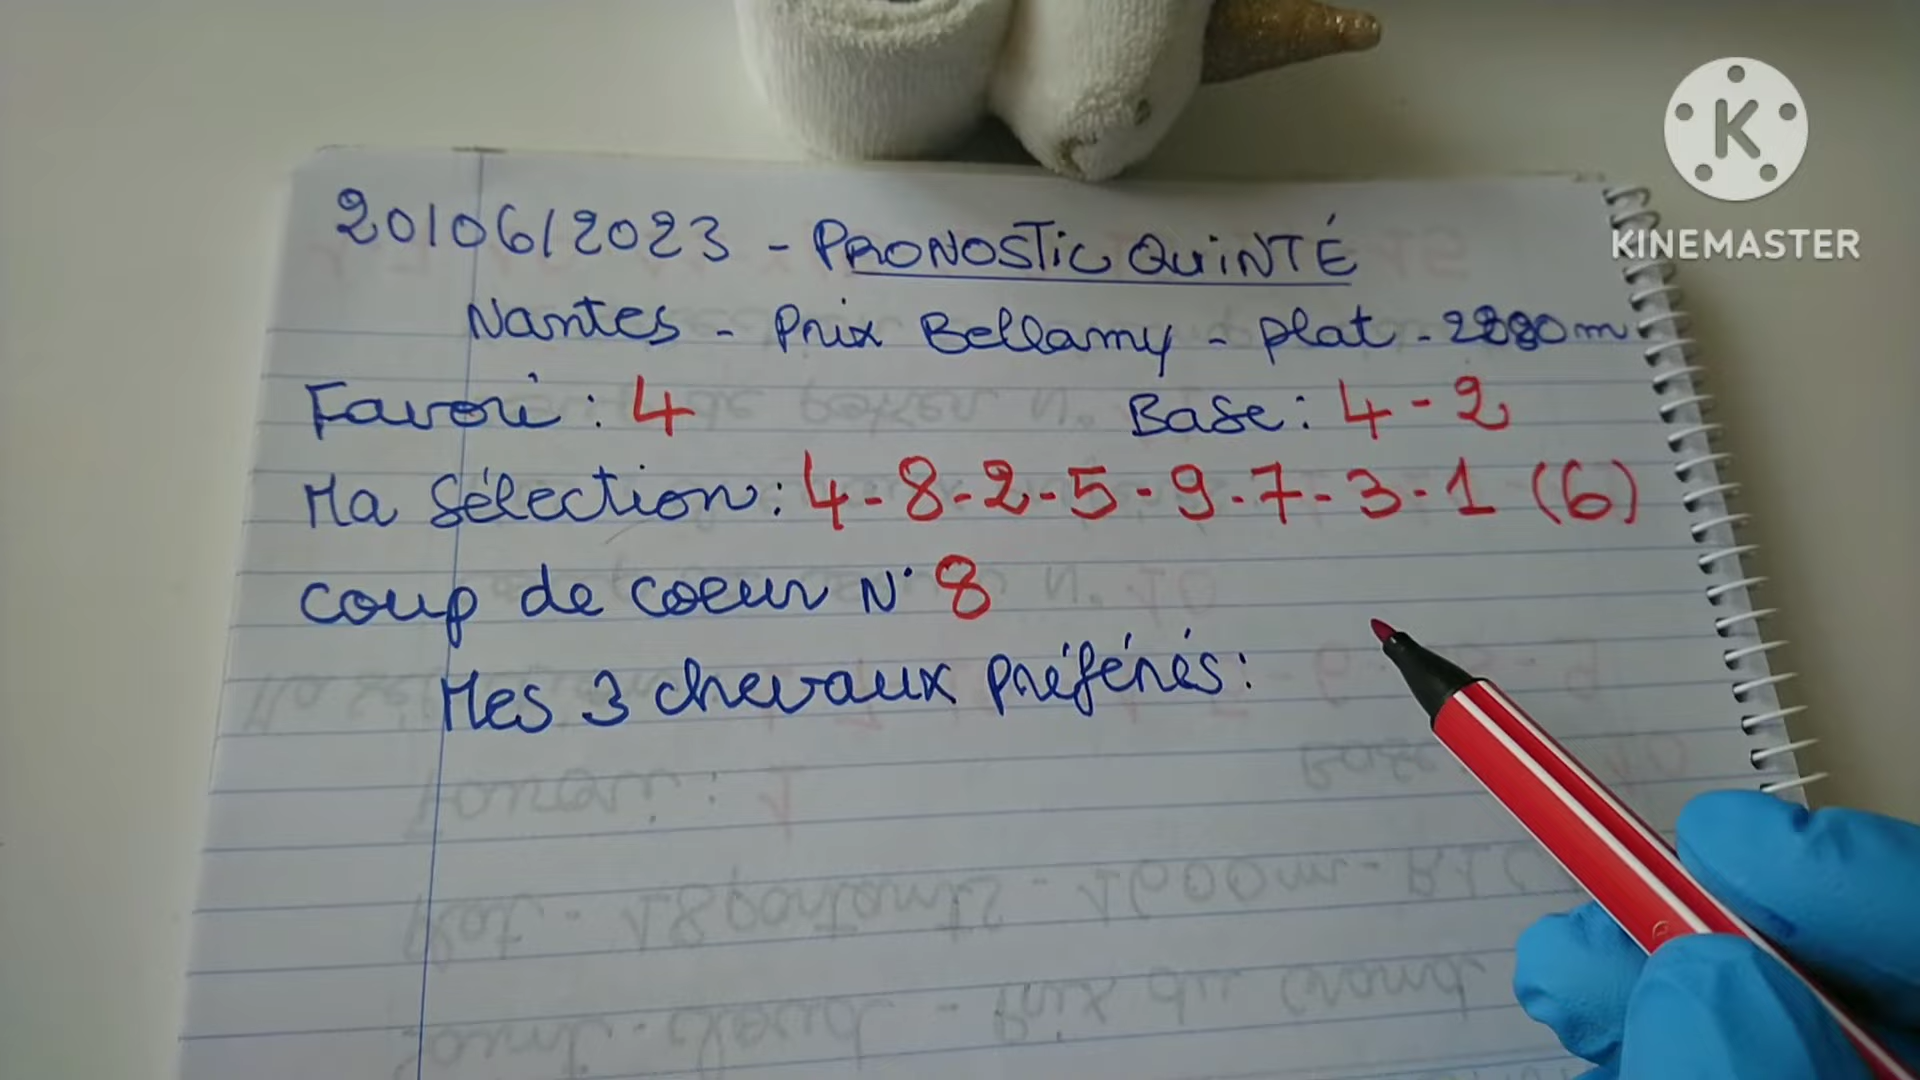 20/06/2023 - PRONOSTIC QUINTÉ
Nantes - Prix Bellamy - plat - 2880m
Favori : 4 Base : 4 - 2
Ma Sélection : 4 - 8 - 2 - 5 - 9 - 7 - 3 - 1 (6)
coup de coeur N° 8
Mes 3 chevaux préférés :
K
KINEMASTER